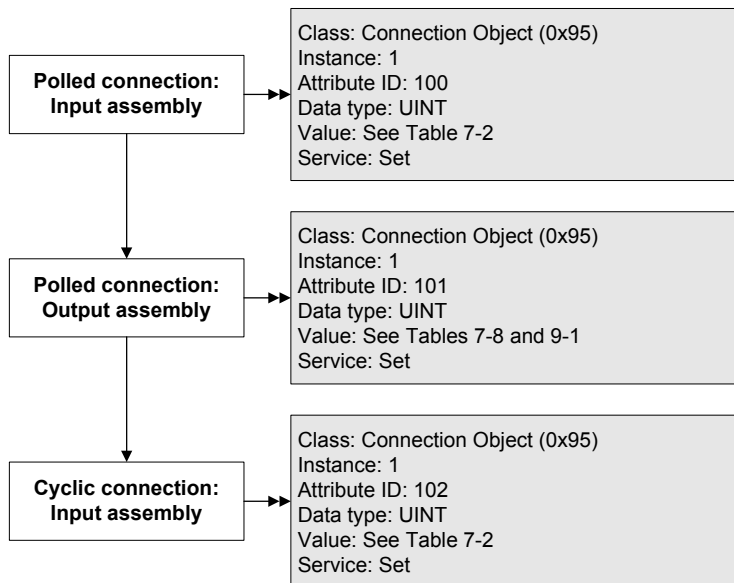 Polled connection:
Input assembly
Class: Connection Object (0x95)
Instance: 1
Attribute ID: 100
Data type: UINT
Value: See Table 7-2
Service: Set
Polled connection:
Output assembly
Class: Connection Object (0x95)
Instance: 1
Attribute ID: 101
Data type: UINT
Value: See Tables 7-8 and 9-1
Service: Set
Cyclic connection:
Input assembly
Class: Connection Object (0x95)
Instance: 1
Attribute ID: 102
Data type: UINT
Value: See Table 7-2
Service: Set